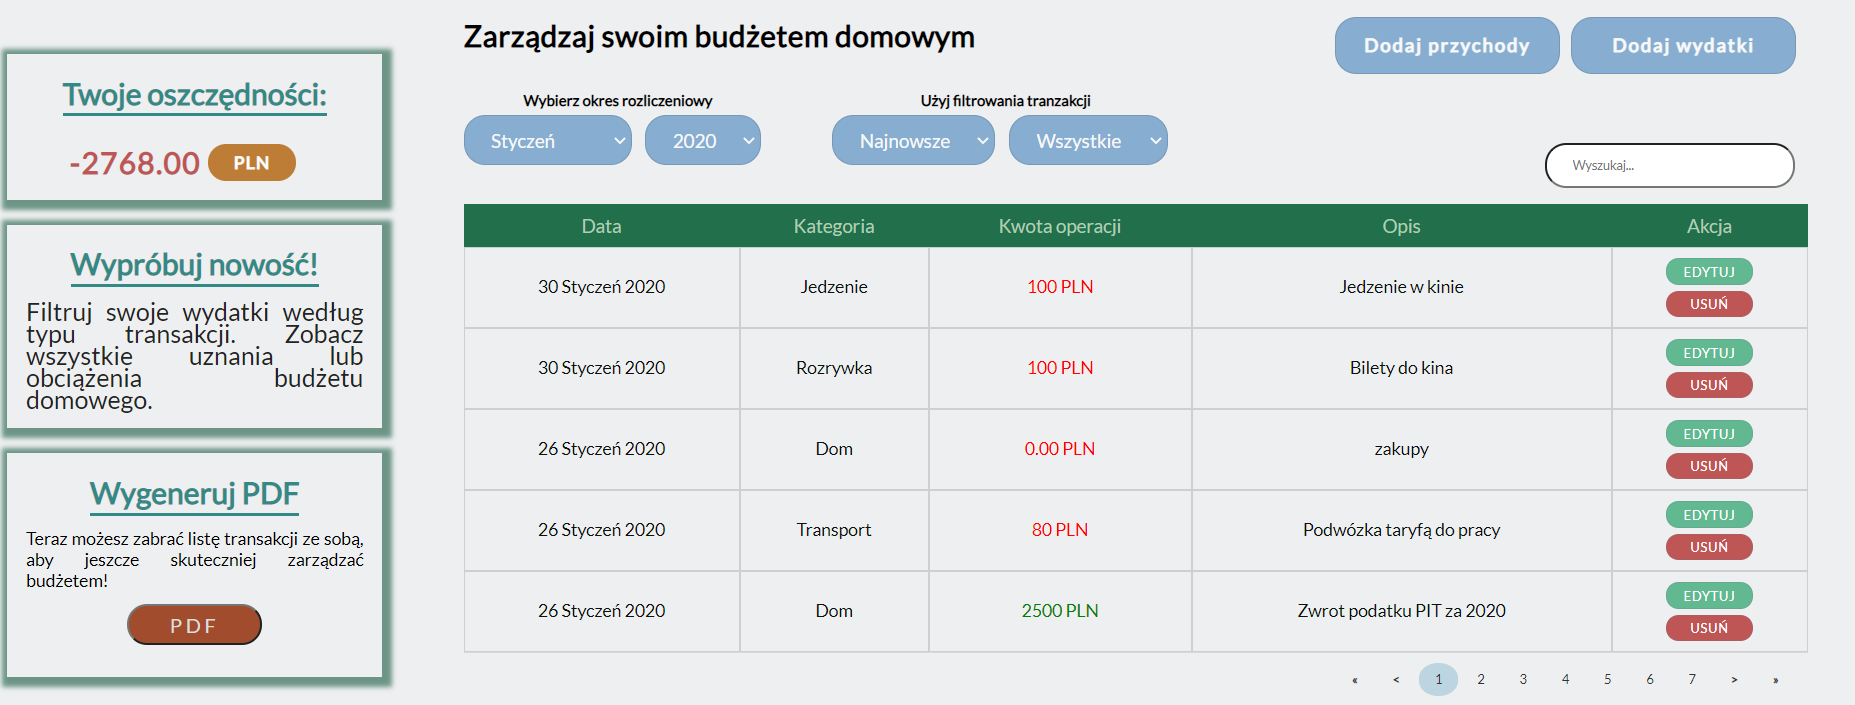 Twoje oszczędności:
-2768.00 PLN
Wypróbuj nowość!
Filtruj swoje wydatki według
typu transakcji. Zobacz
wszystkie uznania lub
obciążenia budżetu
domowego.
Wygeneruj PDF
Teraz możesz zabrać listę transakcji ze sobą,
aby jeszcze skuteczniej zarządzać
budżetem!
PDF
Zarządzaj swoim budżetem domowym
Dodaj przychody Dodaj wydatki
Wybierz okres rozliczeniowy Użyj filtrowania tranzakcji
Styczeń 2020 Najnowsze Wszystkie
Wyszukaj...
Data Kategoria Kwota operacji Opis Akcja
30 Styczeń 2020 Jedzenie 100 PLN Jedzenie w kinie EDYTUJ
USUŃ
30 Styczeń 2020 Rozrywka 100 PLN Bilety do kina EDYTUJ
USUŃ
26 Styczeń 2020 Dom 0.00 PLN zakupy EDYTUJ
USUŃ
26 Styczeń 2020 Transport 80 PLN Podwózka taryfą do pracy EDYTUJ
USUŃ
26 Styczeń 2020 Dom 2500 PLN Zwrot podatku PIT za 2020 EDYTUJ
USUŃ
« < 1 2 3 4 5 6 7 > »